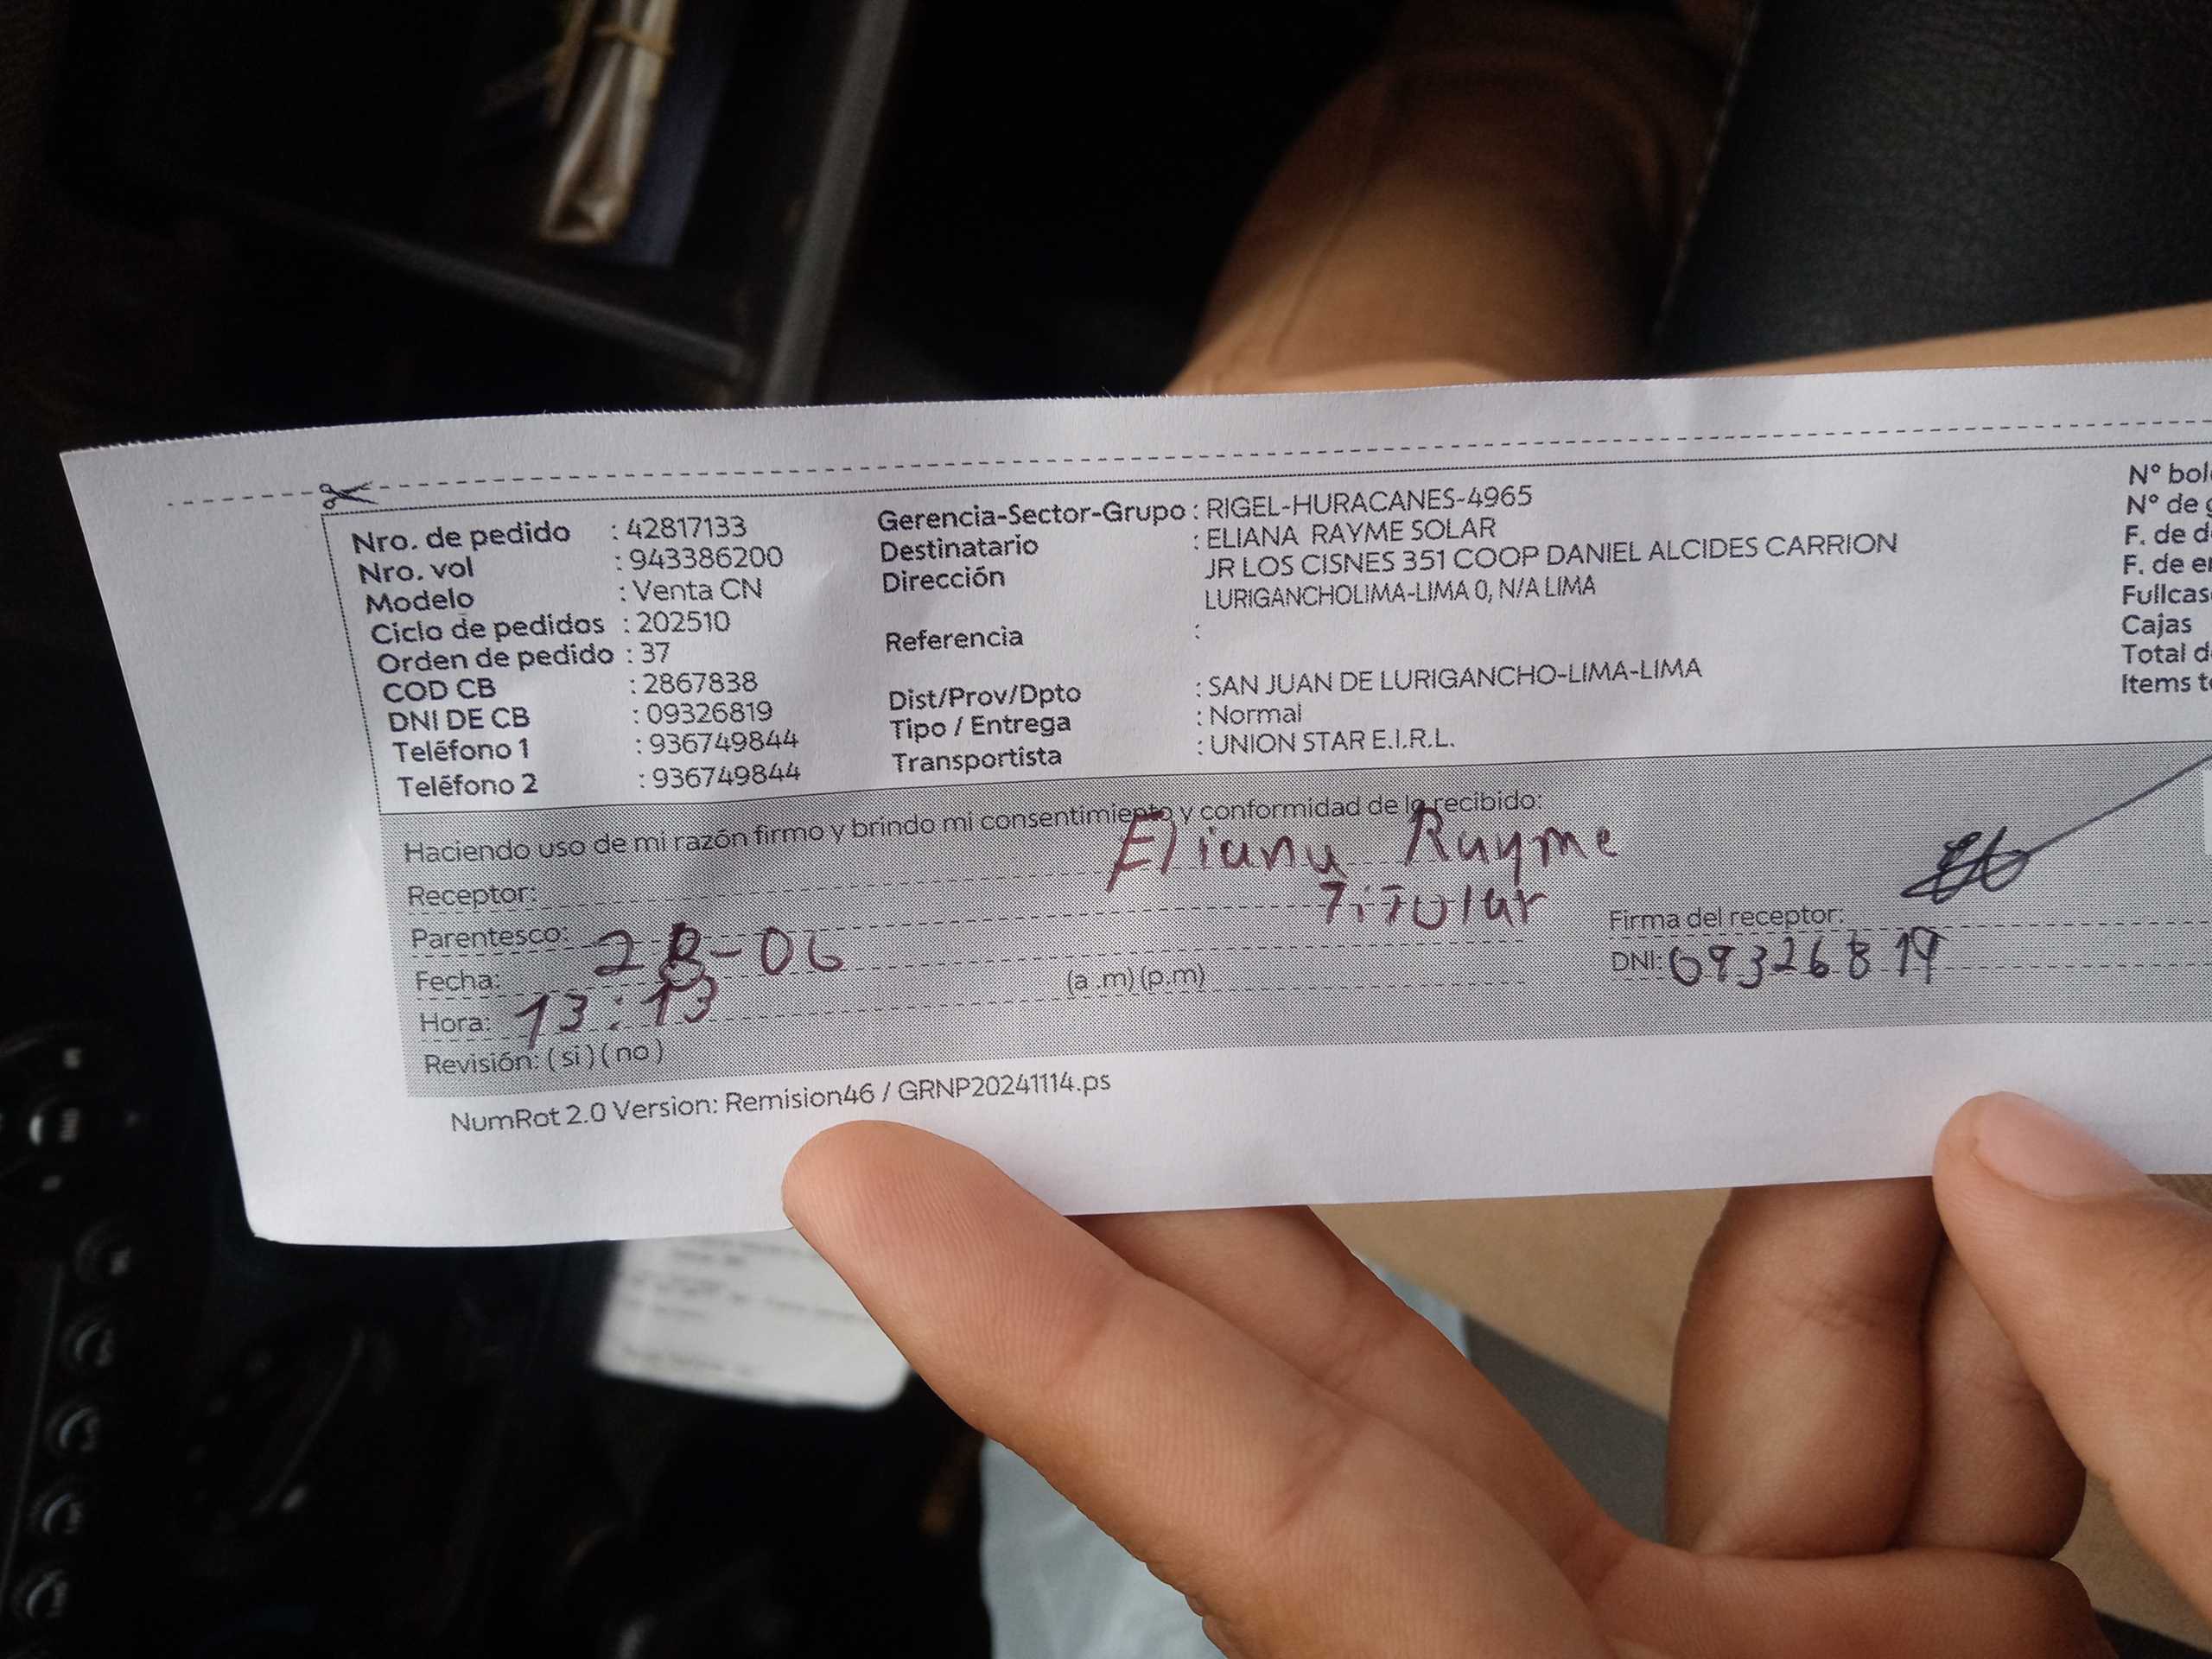 Nro. de pedido : 42817133
Nro. vol : 943386200
Modelo : Venta CN
Ciclo de pedidos : 202510
Orden de pedido : 37
COD CB : 2867838
DNI DE CB : 09326819
Teléfono 1 : 936749844
Teléfono 2 : 936749844
Gerencia-Sector-Grupo : RIGEL-HURACANES-4965
Destinatario : ELIANA RAYME SOLAR
Dirección JR LOS CISNES 351 COOP DANIEL ALCIDES CARRION
LURIGANCHOLIMA-LIMA 0, N/A LIMA
Referencia :
Dist/Prov/Dpto : SAN JUAN DE LURIGANCHO-LIMA-LIMA
Tipo / Entrega : Normal
Transportista : UNION STAR E.I.R.L.
N° bol
N° de g
F. de d
F. de e
Fullcas
Cajas
Total d
Items t
Haciendo uso de mi razón firmo y brindo mi consentimiento y conformidad de lo recibido:
Receptor: Eliana Rayme
Parentesco: Titular
Fecha: 28-06
Hora: 13:13 (a .m) (p.m)
Revisión: ( si ) ( no )
Firma del receptor:
DNI: 09326819
NumRot 2.0 Version: Remision46 / GRNP20241114.ps